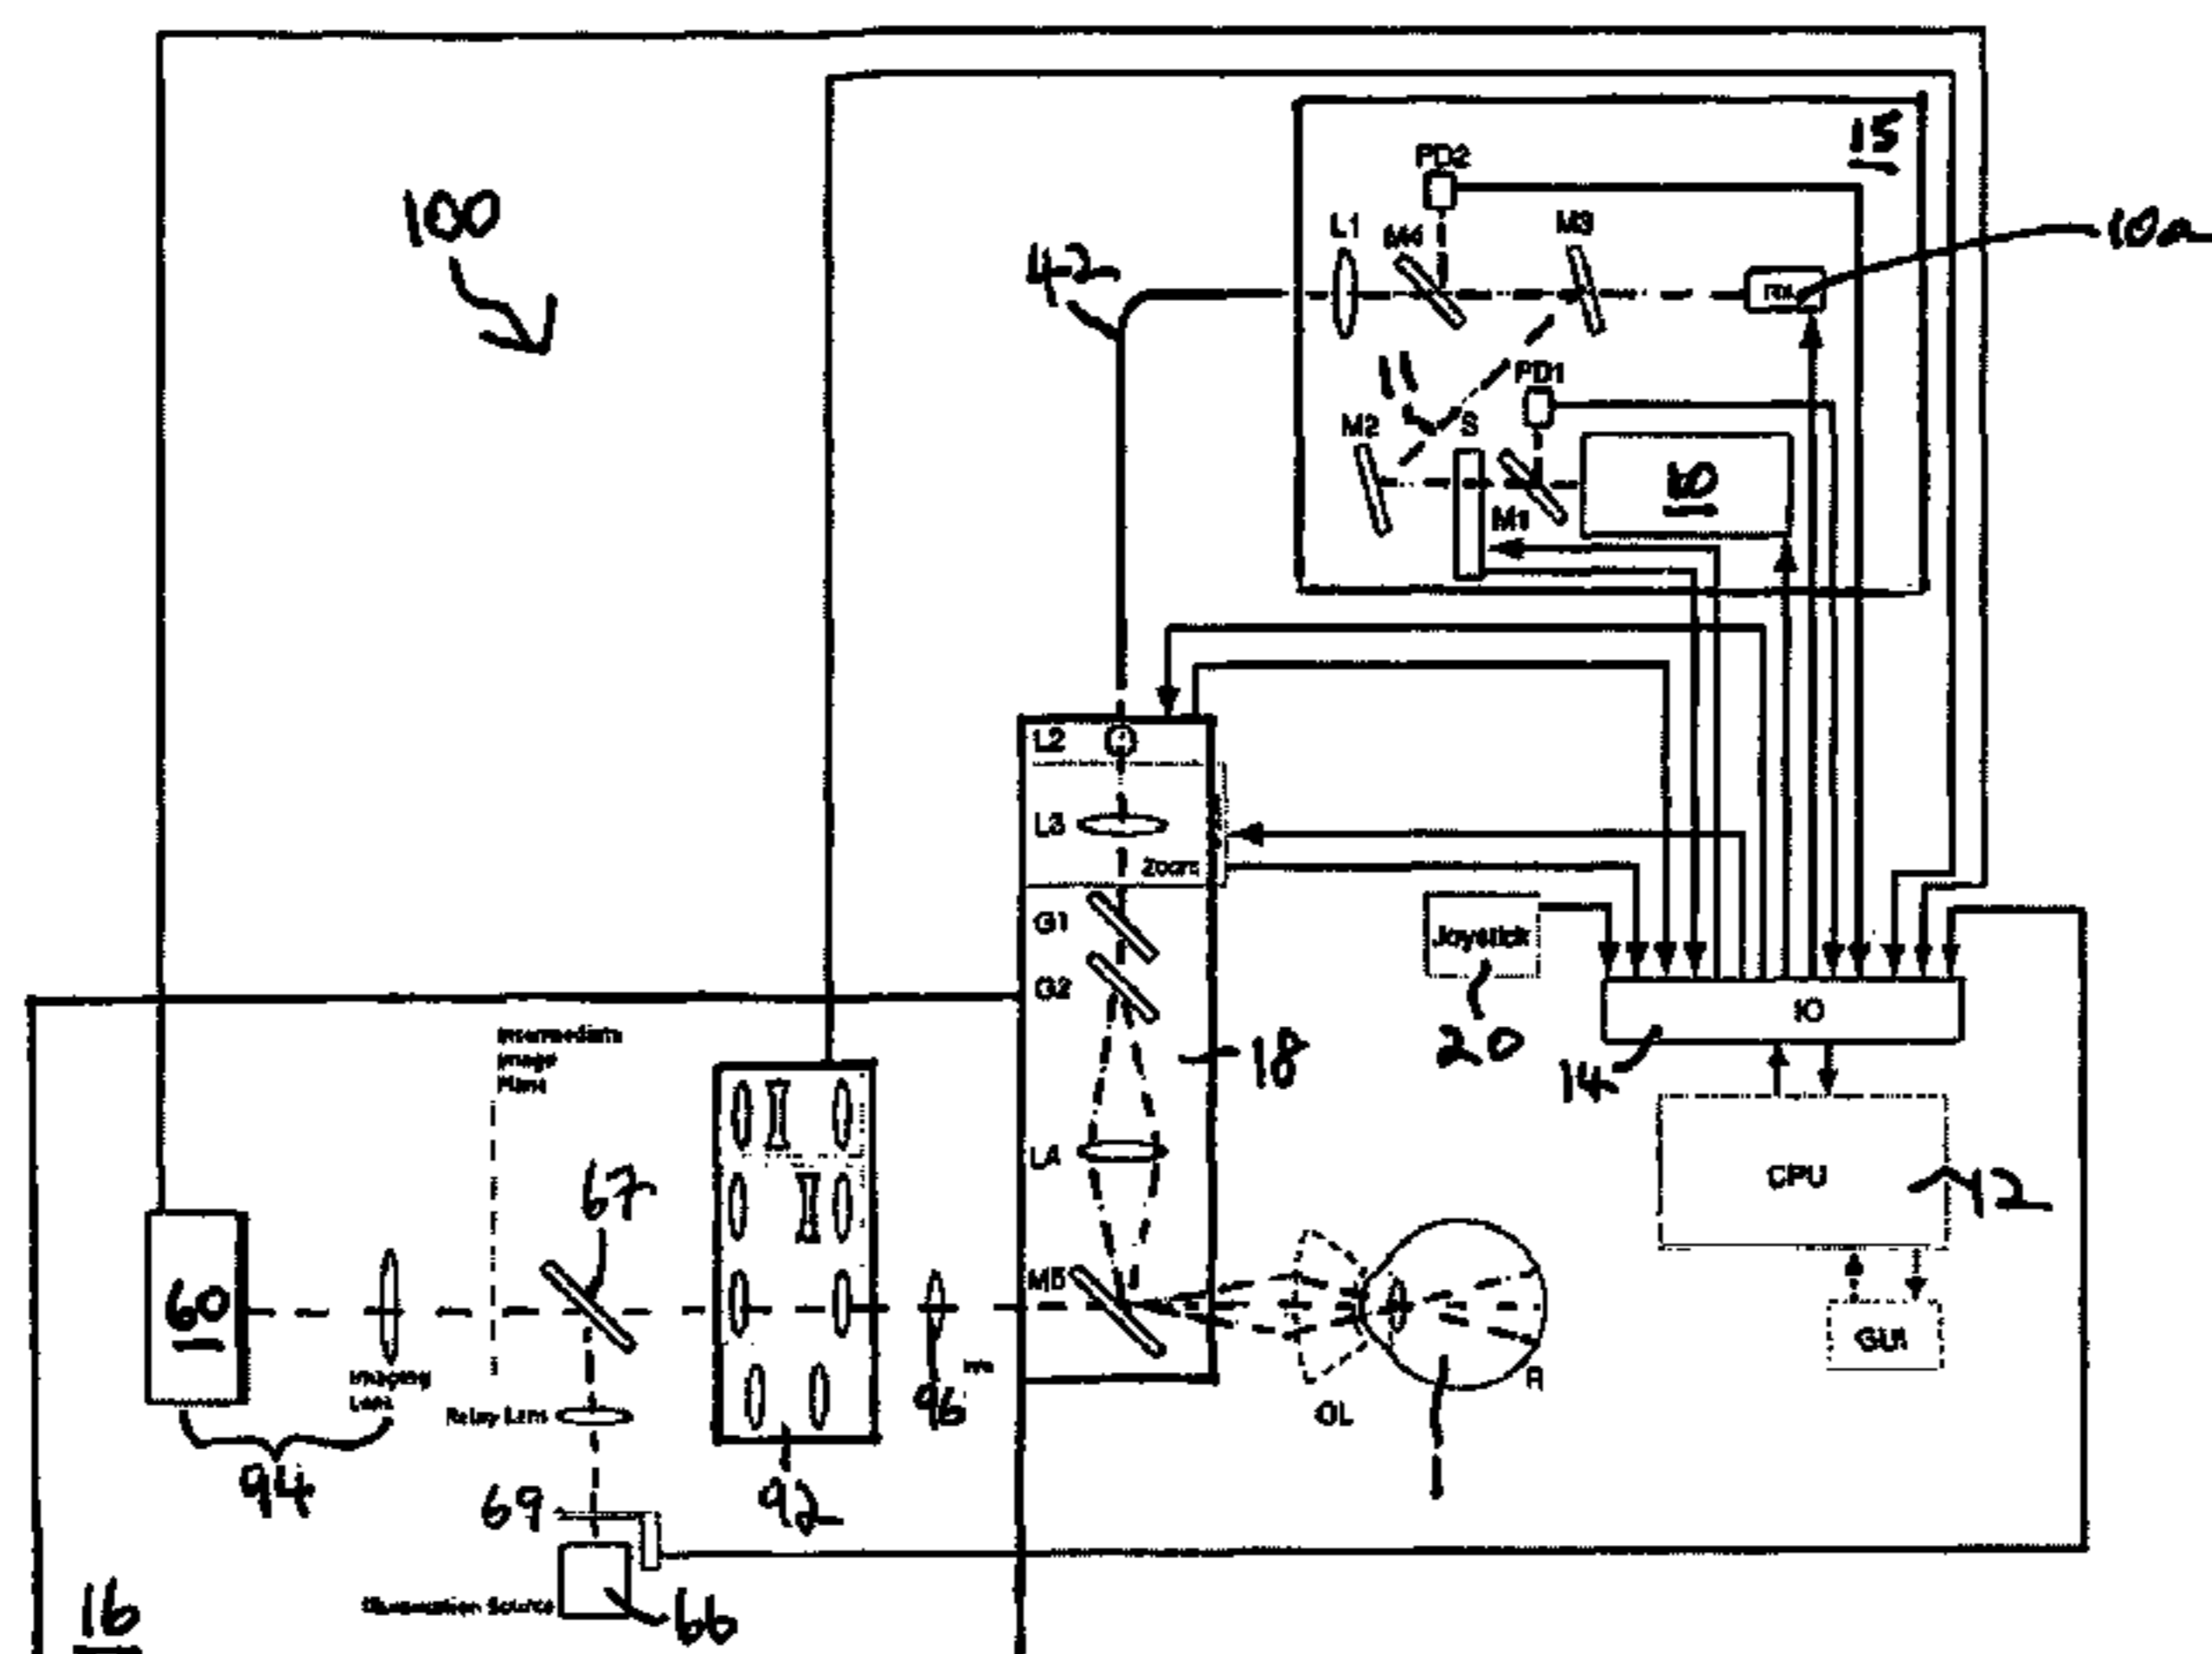 100
42
15
PD2
L1
M4
M3
10a
11
PD1
M2
S
10
M1
L2
L3
Zoom
G1
G2
18
Joystick
20
IO
14
CPU
12
GUI
Intermediate
Image
Plane
67
L4
M5
60
Imaging
Lens
94
Relay Lens
96
OL
R
69
92
Illumination Source
66
16